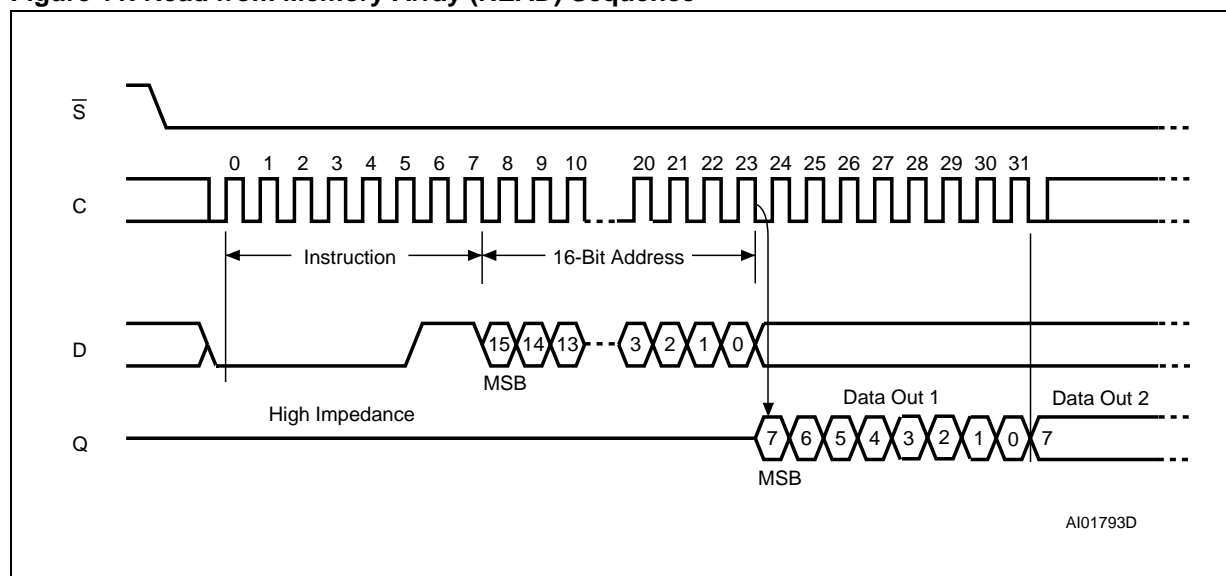 Read from Memory Array (READ) Sequence
S
0 1 2 3 4 5 6 7 8 9 10 20 21 22 23 24 25 26 27 28 29 30 31
C
Instruction 16-Bit Address
D 15 14 13 3 2 1 0
MSB
Data Out 1 Data Out 2
High Impedance
Q 7 6 5 4 3 2 1 0 7
MSB
AI01793D